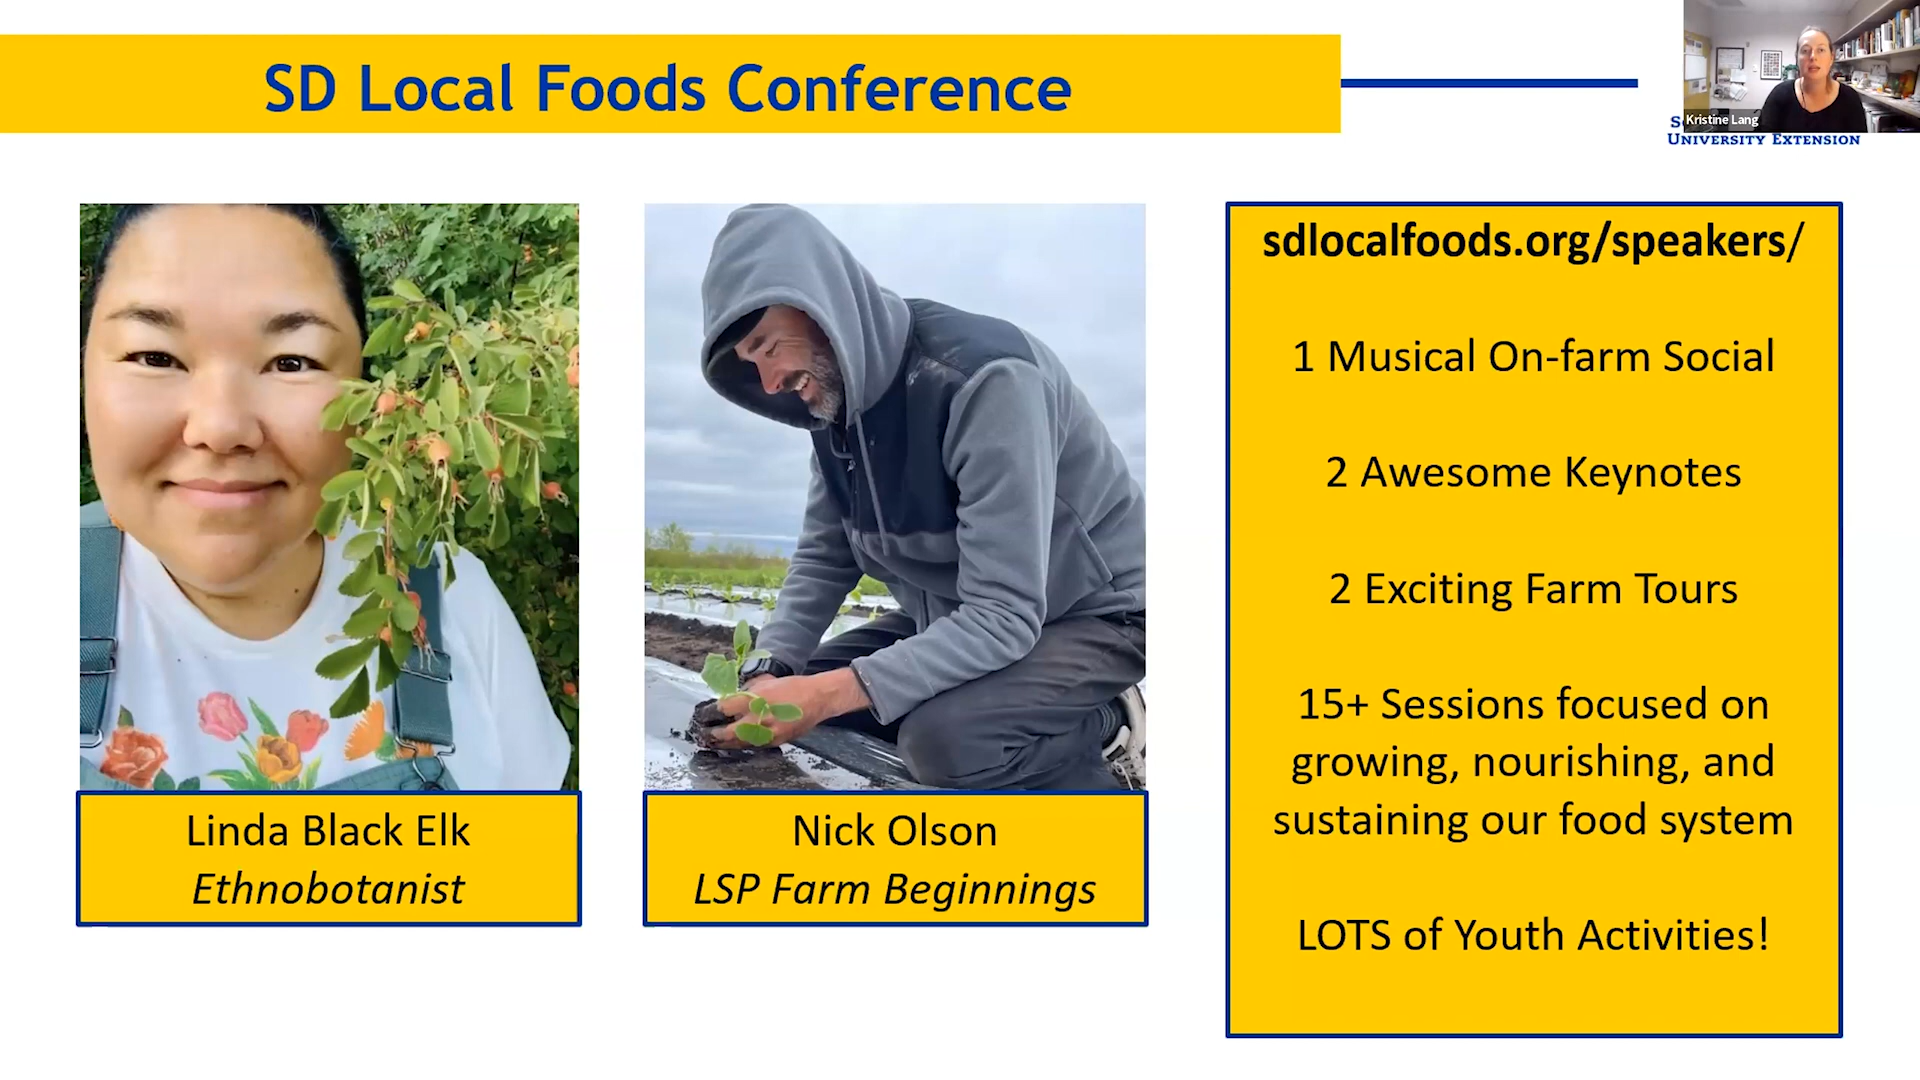 SD Local Foods Conference
Kristine Lang
University Extension
Linda Black Elk
Ethnobotanist
Nick Olson
LSP Farm Beginnings
sdlocalfoods.org/speakers/
1 Musical On-farm Social
2 Awesome Keynotes
2 Exciting Farm Tours
15+ Sessions focused on
growing, nourishing, and
sustaining our food system
LOTS of Youth Activities!